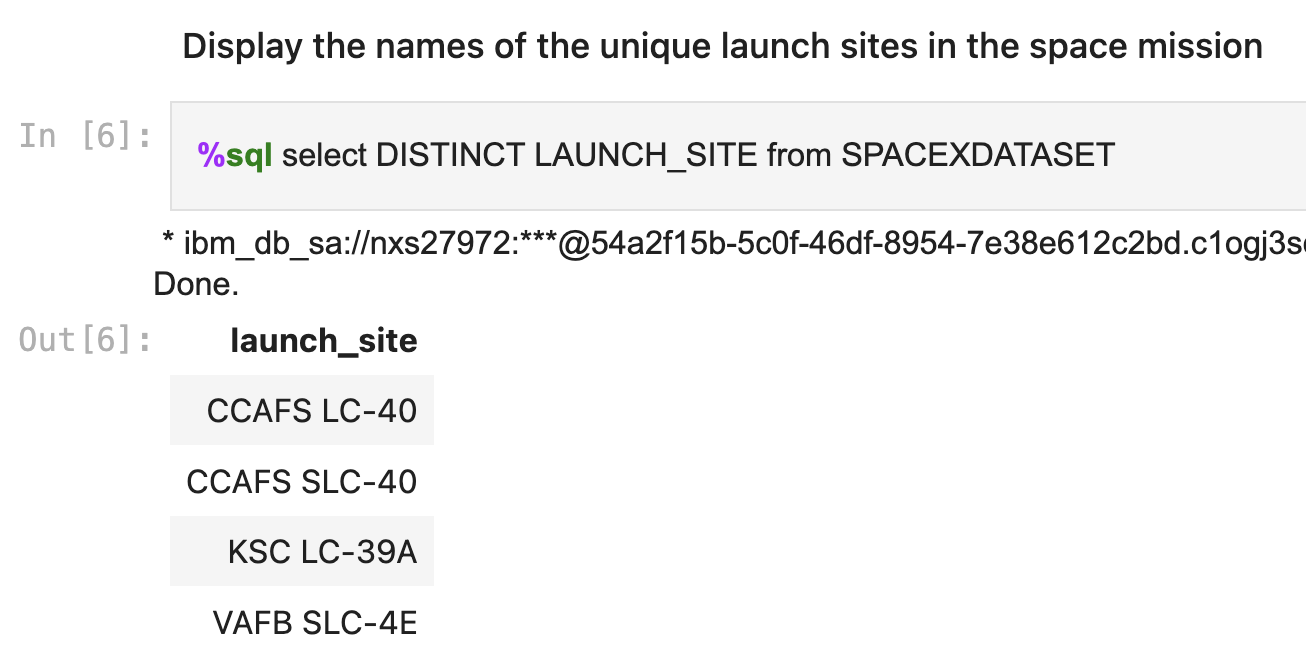 Display the names of the unique launch sites in the space mission
In [6]:
%sql select DISTINCT LAUNCH_SITE from SPACEXDATASET
* ibm_db_sa://nxs27972:***@54a2f15b-5c0f-46df-8954-7e38e612c2bd.c1ogj3s
Done.
Out[6]:
launch_site
CCAFS LC-40
CCAFS SLC-40
KSC LC-39A
VAFB SLC-4E